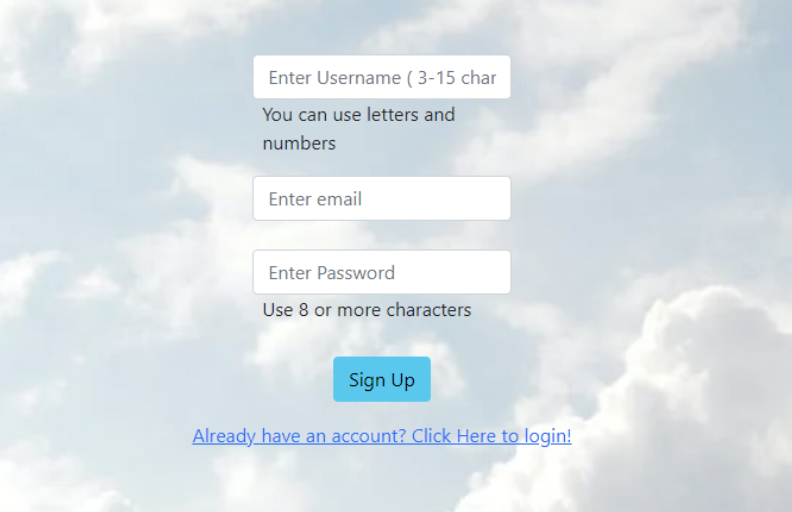 Enter Username ( 3-15 char
You can use letters and
numbers
Enter email
Enter Password
Use 8 or more characters
Sign Up
Already have an account? Click Here to login!